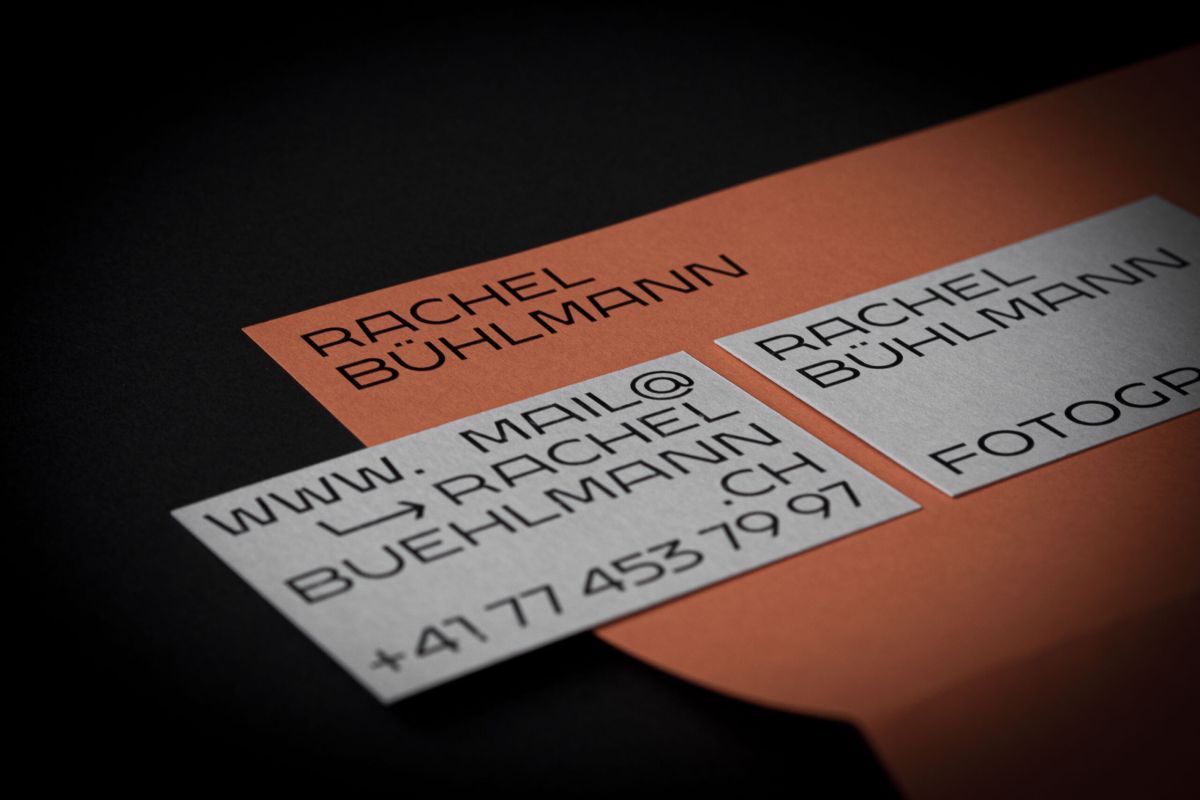 RACHEL
BÜHLMANN
WWW. MAIL@
↳RACHEL
BUEHLMANN
.CH
+41 77 453 79 97
RACHEL
BÜHLMANN
FOTOGR